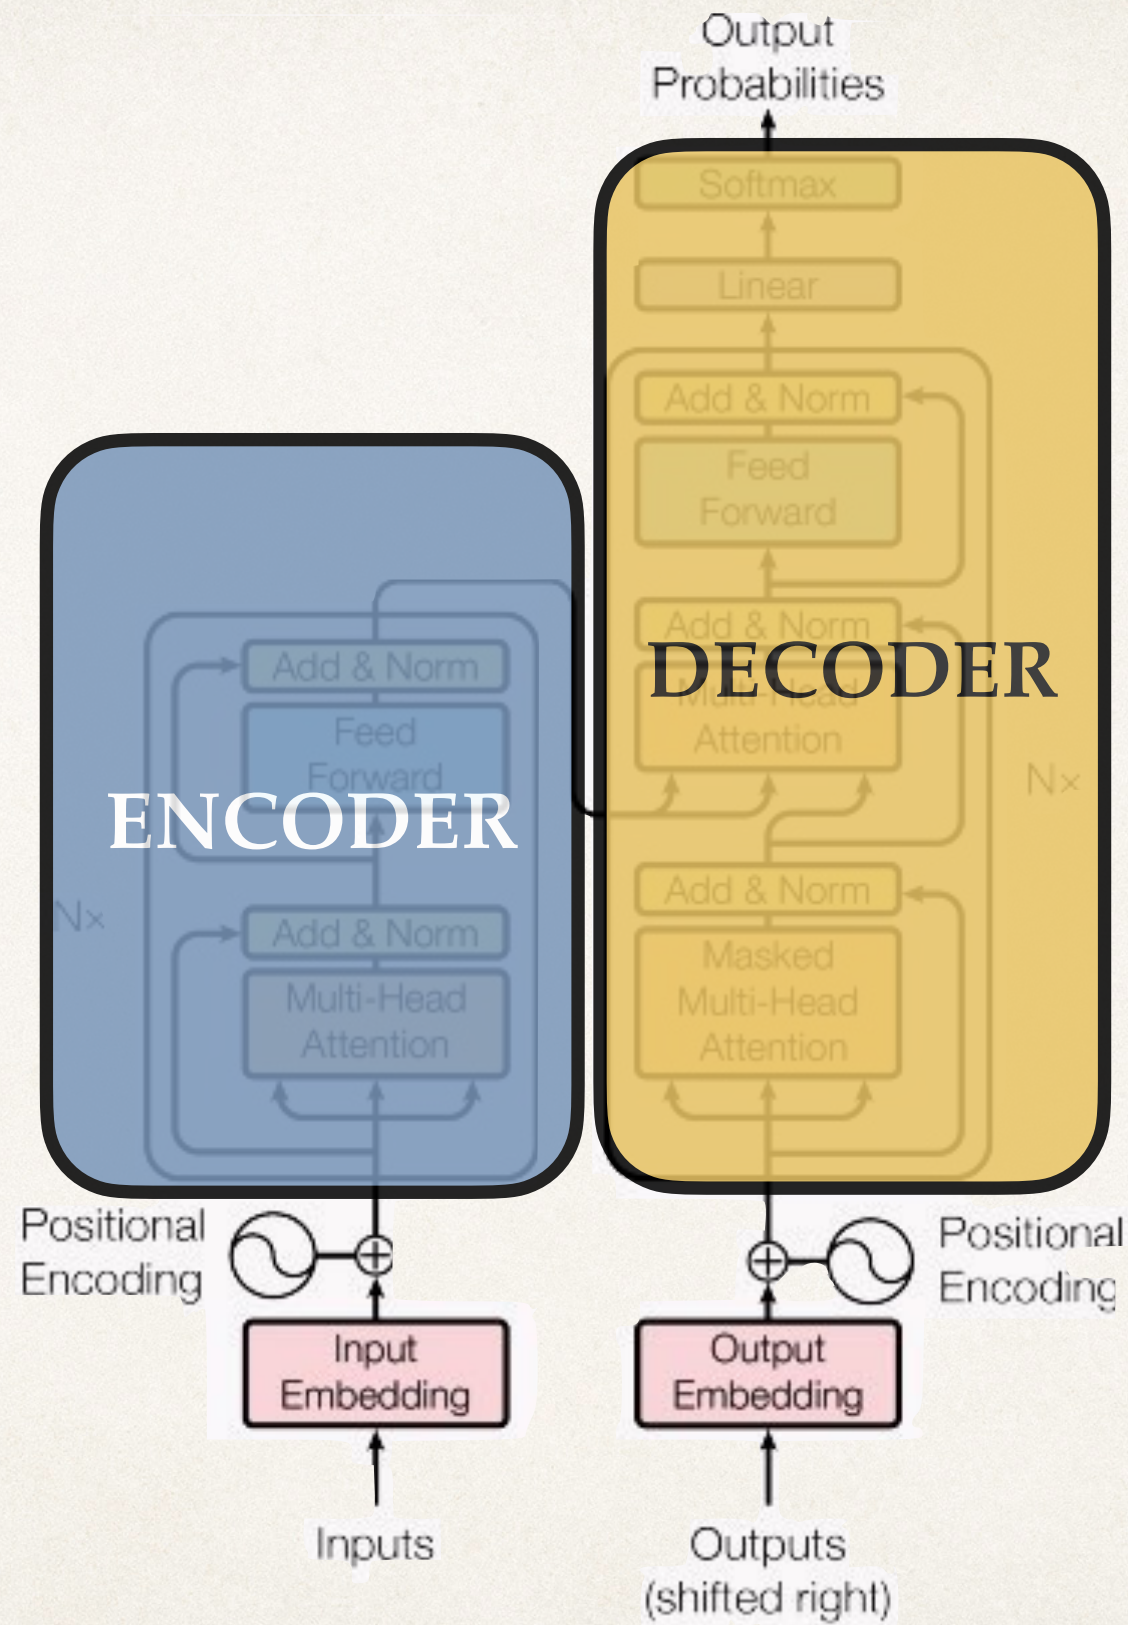 Output
Probabilities
Softmax
Linear
Add & Norm
Feed
Forward
Add & Norm
DECODER
Multi-Head
Attention
Nx
Add & Norm
Masked
Multi-Head
Attention
Add & Norm
Feed
Forward
ENCODER
Nx
Add & Norm
Multi-Head
Attention
Positional
Encoding
Positional
Encoding
Input
Embedding
Output
Embedding
Inputs
Outputs
(shifted right)